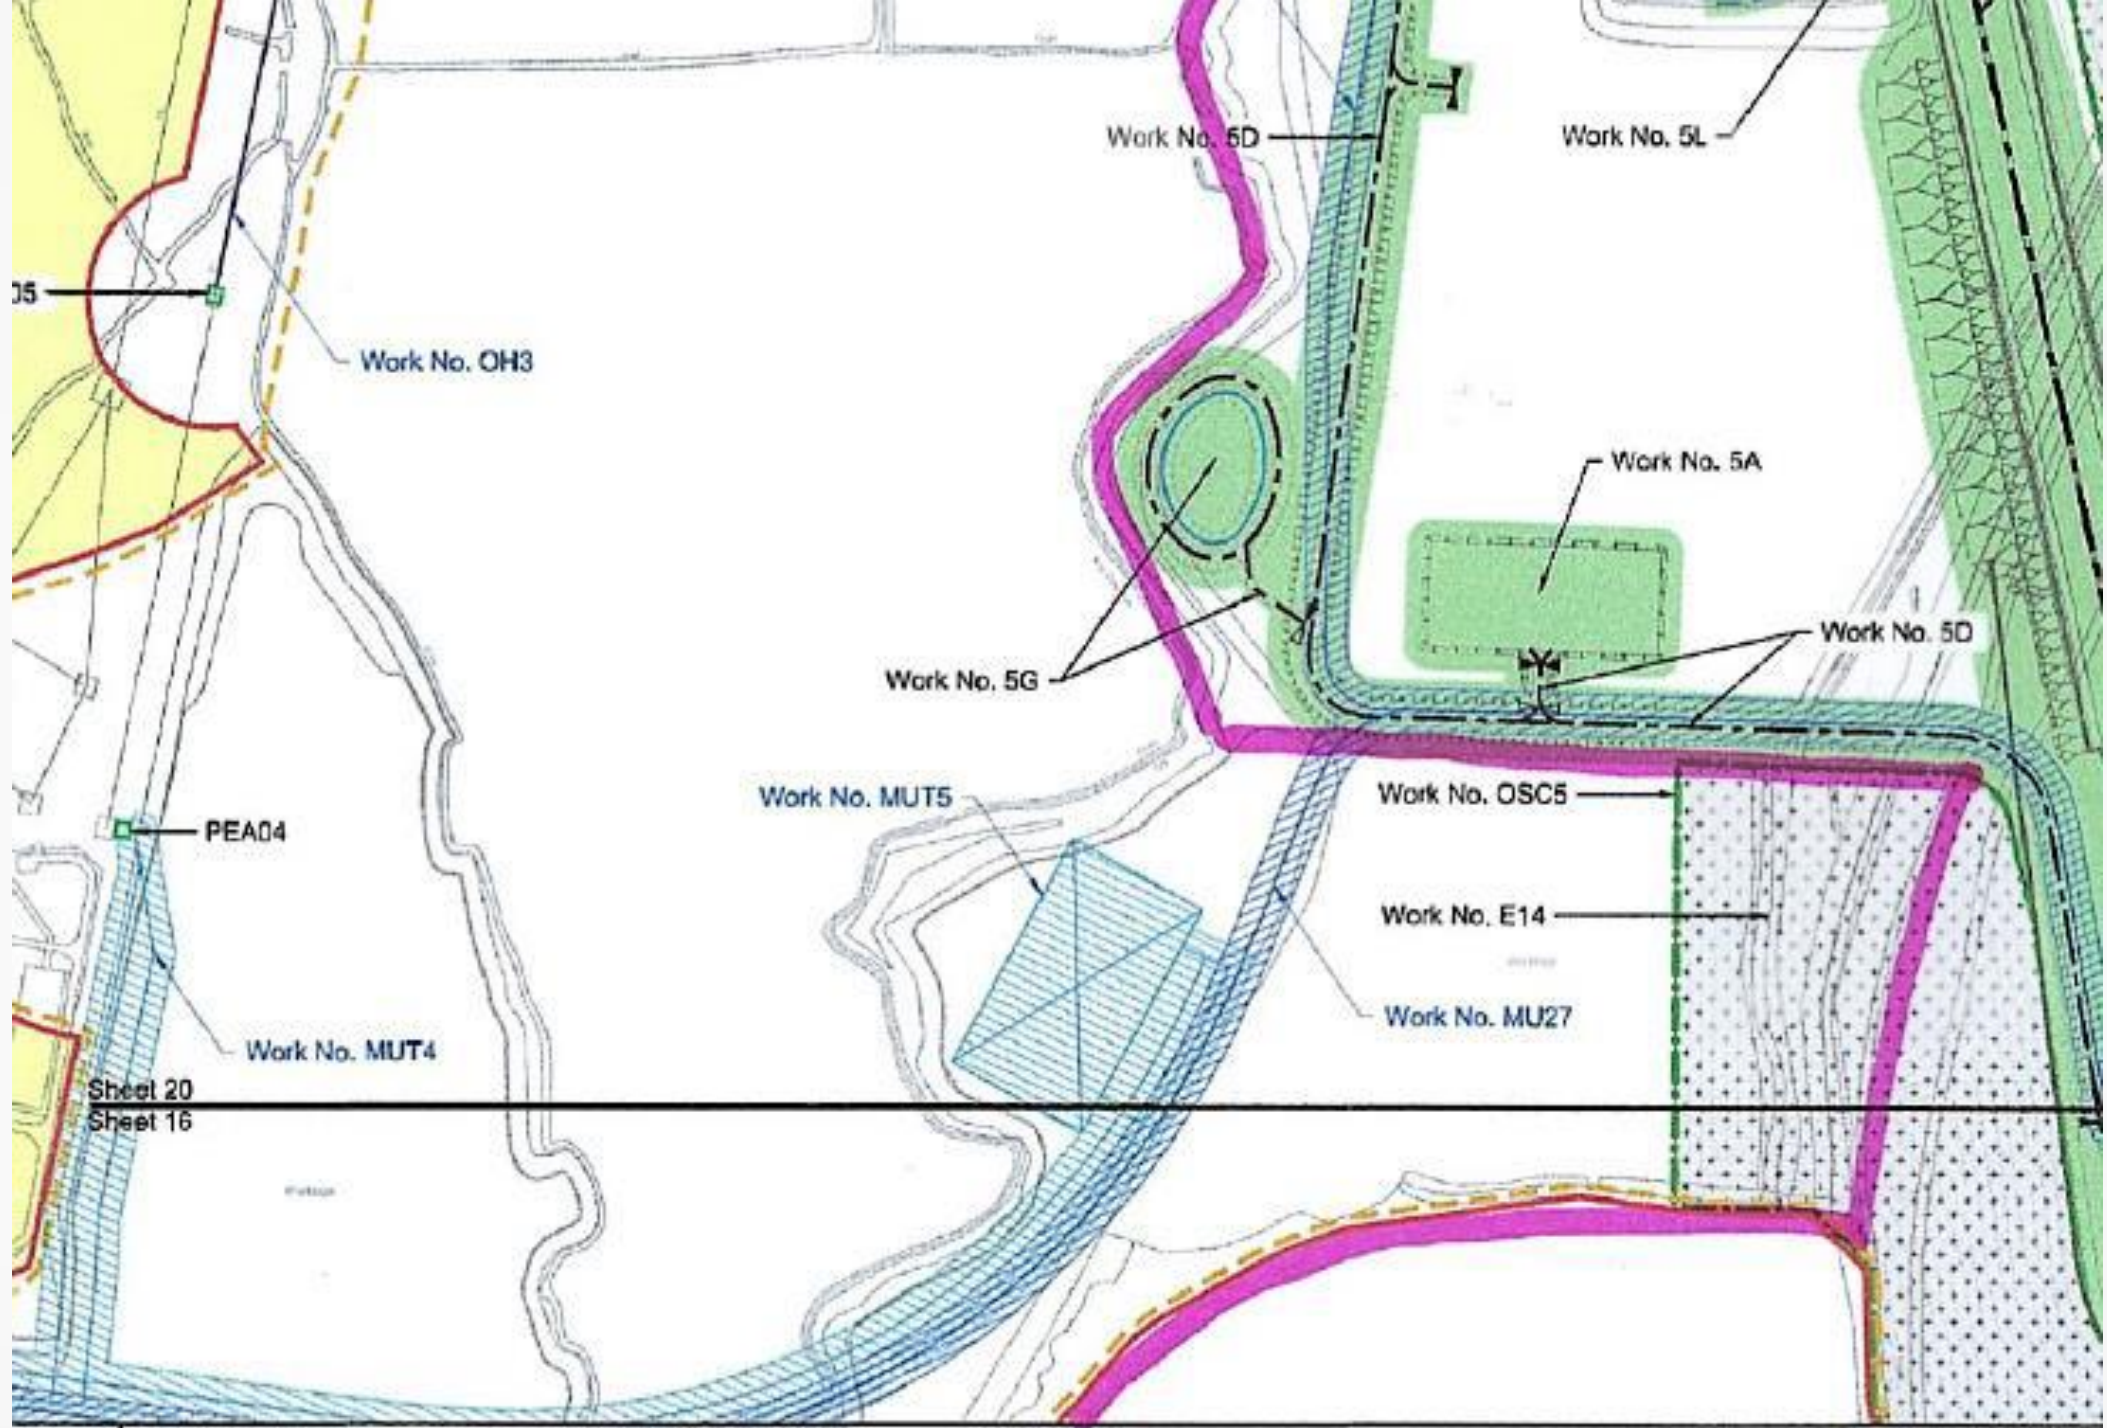 Work No. 5D
Work No. 5L
05
Work No. OH3
Work No. 5A
Work No. 5D
Work No. 5G
Work No. MUT5
Work No. OSC5
PEA04
Work No. E14
Work No. MU27
Work No. MUT4
Sheet 20
Sheet 16